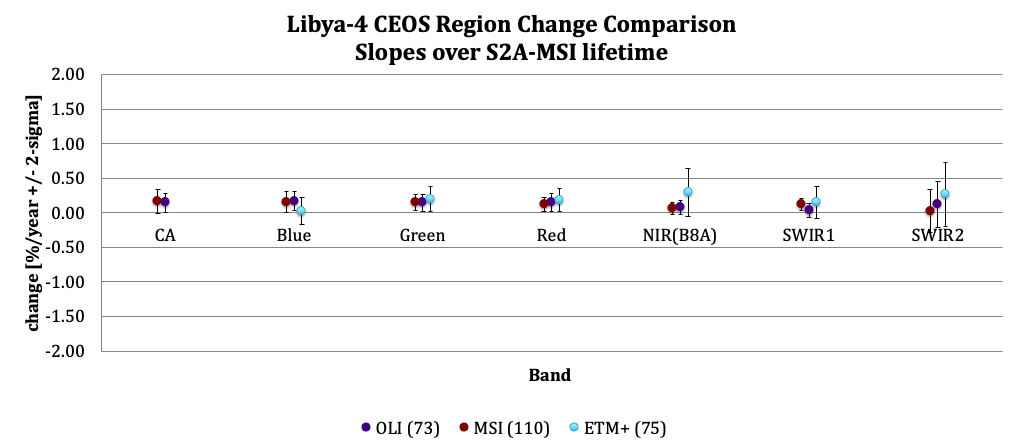 Libya-4 CEOS Region Change Comparison
Slopes over S2A-MSI lifetime
change [%/year +/- 2-sigma]
2.00
1.50
1.00
0.50
0.00
-0.50
-1.00
-1.50
-2.00
CA Blue Green Red NIR(B8A) SWIR1 SWIR2
Band
OLI (73) MSI (110) ETM+ (75)